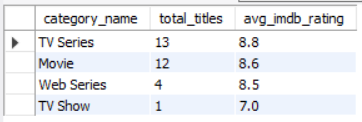 category_name total_titles avg_imdb_rating
TV Series 13 8.8
Movie 12 8.6
Web Series 4 8.5
TV Show 1 7.0